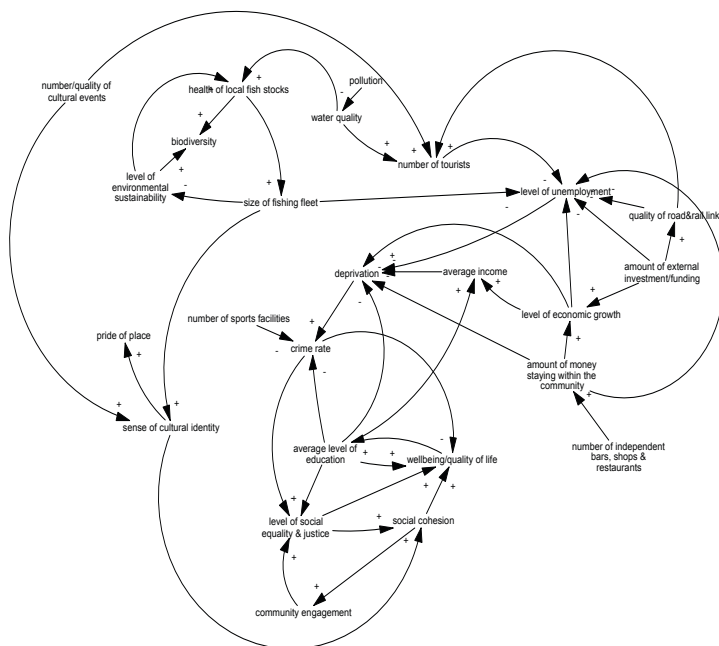 number/quality of
cultural events
health of local fish stocks
pollution
water quality
biodiversity
number of tourists
level of
environmental
sustainability
size of fishing fleet
level of unemployment
quality of road&rail link
deprivation
average income
amount of external
investment/funding
number of sports facilities
level of economic growth
pride of place
crime rate
amount of money
staying within the
community
sense of cultural identity
average level of
education
wellbeing/quality of life
number of independent
bars, shops &
restaurants
level of social
equality & justice
social cohesion
community engagement